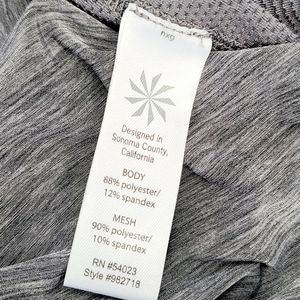 Designed in
Sonoma County,
California
BODY
88% polyester/
12% spandex
MESH
90% polyester/
10% spandex
RN #54023
Style #982718